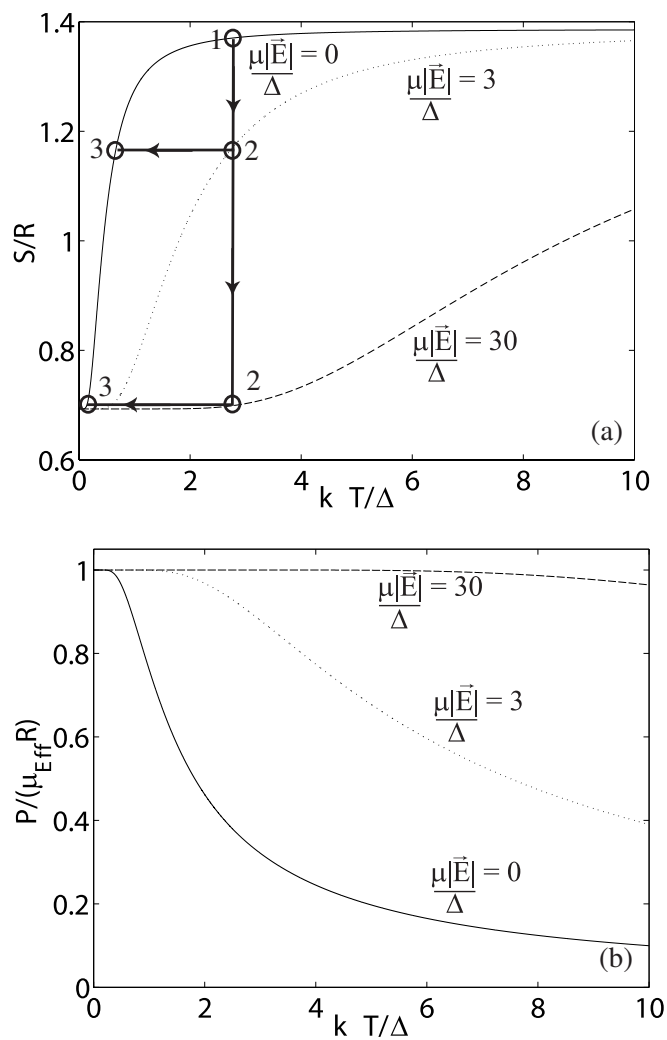 1.4
1
μ|E⃗| = 0
Δ
μ|E⃗| = 3
Δ
1.2
3
2
S/R
1
0.8
μ|E⃗| = 30
Δ
3
2
(a)
0.6
0 2 4 6 8 10
k T/Δ
1
μ|E⃗| = 30
Δ
0.8
μ|E⃗| = 3
Δ
P/(μEffR)
0.6
0.4
μ|E⃗| = 0
Δ
0.2
(b)
0
0 2 4 6 8 10
k T/Δ